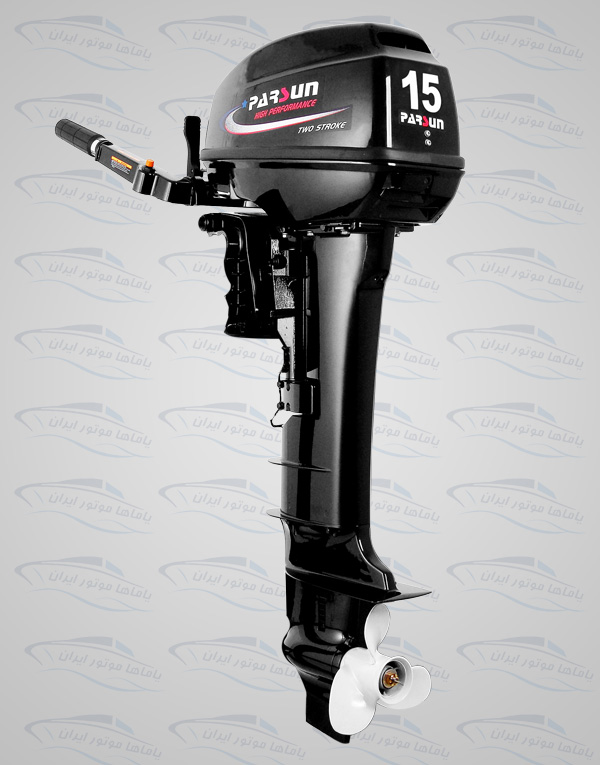 PARSUN
HIGH PERFORMANCE
TWO STROKE
15
PARSUN
یاماها موتور ایران